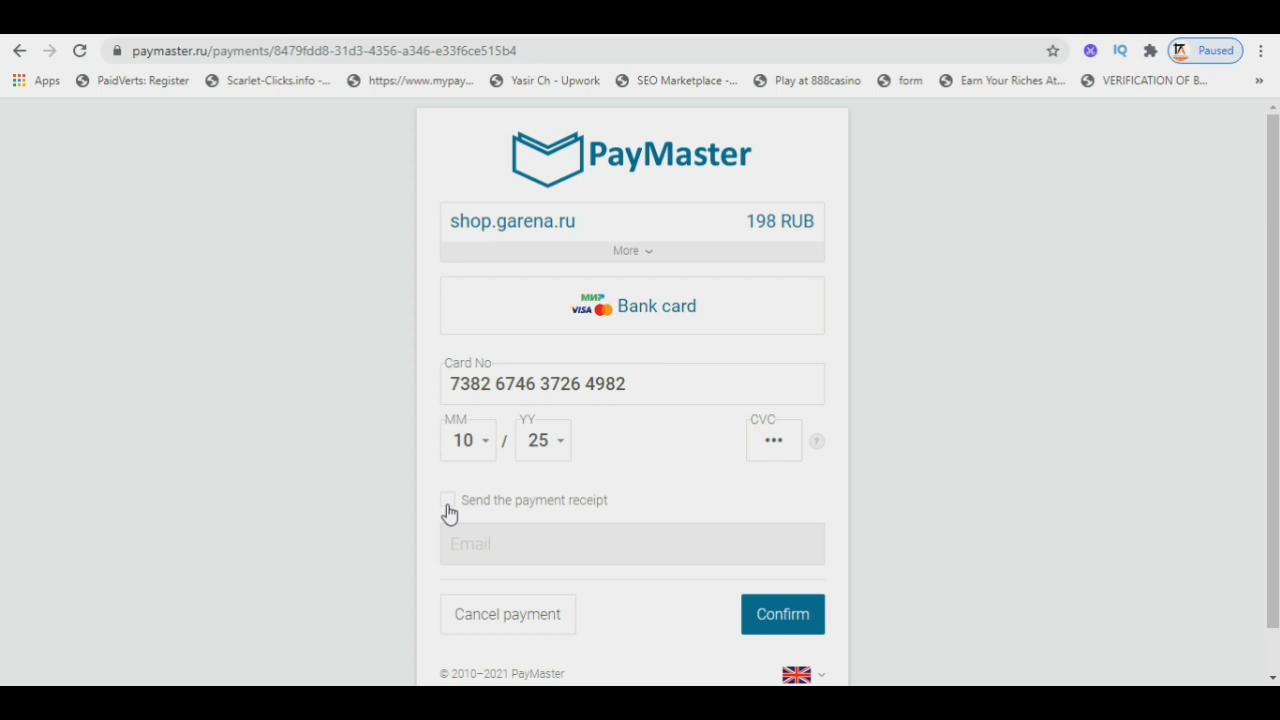 paymaster.ru/payments/8479fdd8-31d3-4356-a346-e33f6ce515b4
IQ
Paused
Apps
PaidVerts: Register
Scarlet-Clicks.info -...
https://www.mypay...
Yasir Ch - Upwork
SEO Marketplace -...
Play at 888casino
form
Earn Your Riches At...
VERIFICATION OF B...
»
PayMaster
shop.garena.ru 198 RUB
More
МИР
VISA
Bank card
Card No
7382 6746 3726 4982
MM YY CVC
10 / 25 ••• ?
Send the payment receipt
Email
Cancel payment Confirm
© 2010–2021 PayMaster